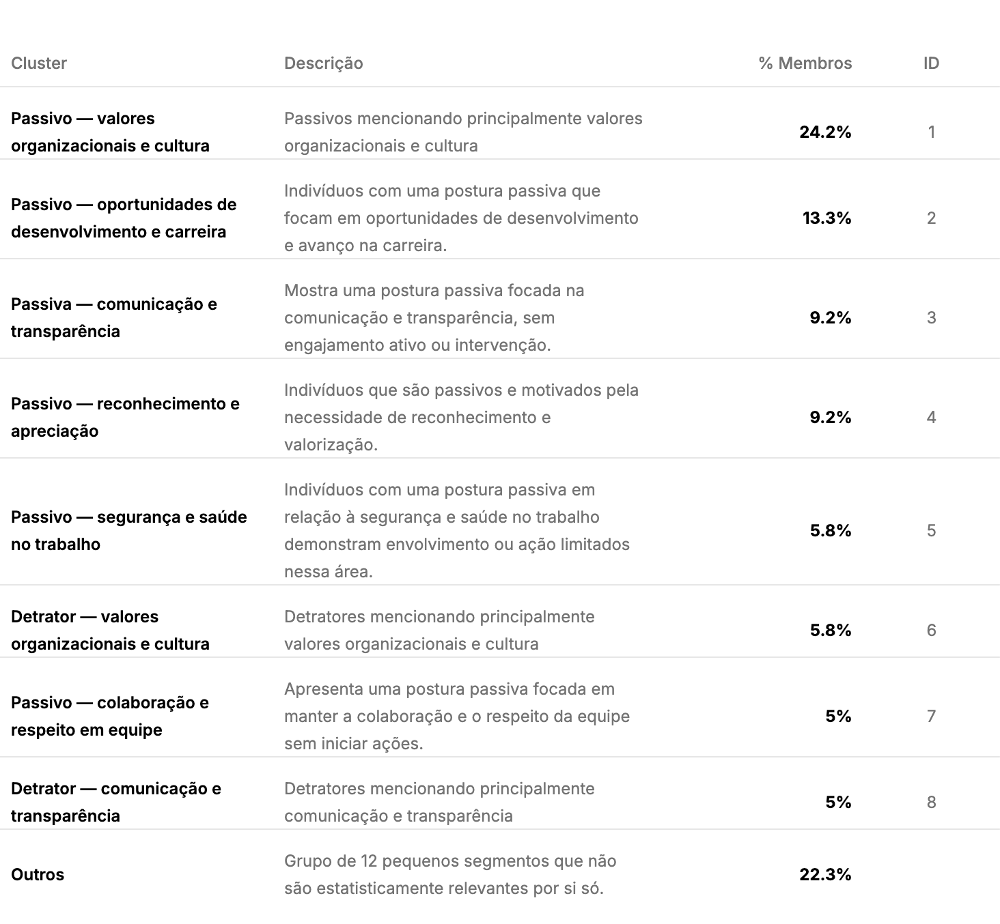 Cluster Descrição % Membros ID
Passivo — valores
organizacionais e cultura
Passivos mencionando principalmente valores
organizacionais e cultura
24.2% 1
Passivo — oportunidades de
desenvolvimento e carreira
Indivíduos com uma postura passiva que
focam em oportunidades de desenvolvimento
e avanço na carreira.
13.3% 2
Passiva — comunicação e
transparência
Mostra uma postura passiva focada na
comunicação e transparência, sem
engajamento ativo ou intervenção.
9.2% 3
Passivo — reconhecimento e
apreciação
Indivíduos que são passivos e motivados pela
necessidade de reconhecimento e
valorização.
9.2% 4
Passivo — segurança e saúde
no trabalho
Indivíduos com uma postura passiva em
relação à segurança e saúde no trabalho
demonstram envolvimento ou ação limitados
nessa área.
5.8% 5
Detrator — valores
organizacionais e cultura
Detratores mencionando principalmente
valores organizacionais e cultura
5.8% 6
Passivo — colaboração e
respeito em equipe
Apresenta uma postura passiva focada em
manter a colaboração e o respeito da equipe
sem iniciar ações.
5% 7
Detrator — comunicação e
transparência
Detratores mencionando principalmente
comunicação e transparência
5% 8
Outros
Grupo de 12 pequenos segmentos que não
são estatisticamente relevantes por si só.
22.3%